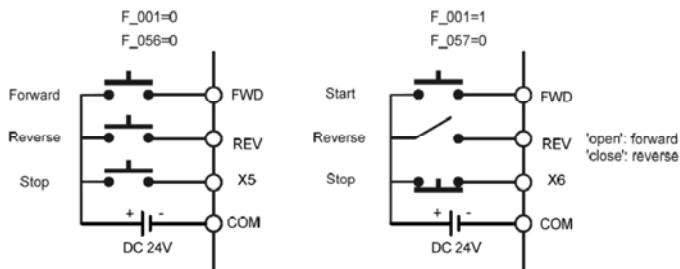 F_001=0
F_056=0
Forward
FWD
Reverse
REV
Stop
X5
+ -
COM
DC 24V
F_001=1
F_057=0
Start
FWD
Reverse
REV
'open': forward
'close': reverse
Stop
X6
+ -
COM
DC 24V